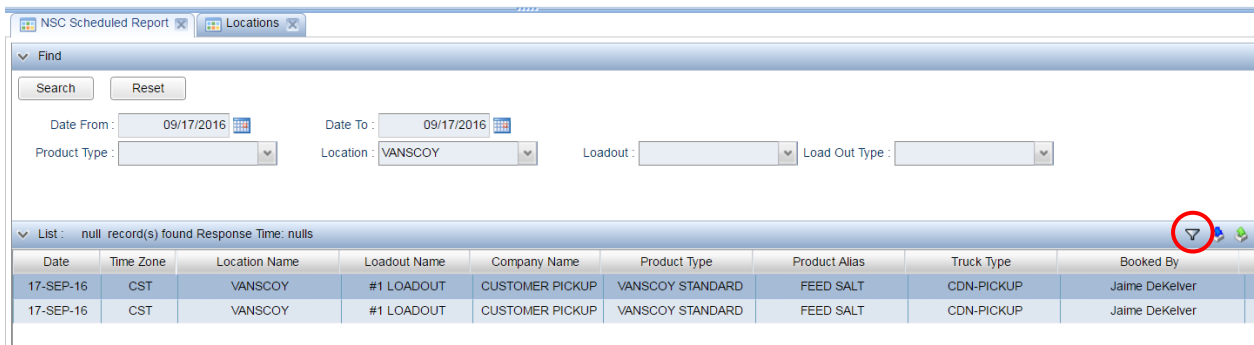 NSC Scheduled Report Locations
Find
Search Reset
Date From : 09/17/2016 Date To : 09/17/2016
Product Type : Location : VANSCOY Loadout : Load Out Type :
List : null record(s) found Response Time: nulls
Date Time Zone Location Name Loadout Name Company Name Product Type Product Alias Truck Type Booked By
17-SEP-16 CST VANSCOY #1 LOADOUT CUSTOMER PICKUP VANSCOY STANDARD FEED SALT CDN-PICKUP Jaime DeKelver
17-SEP-16 CST VANSCOY #1 LOADOUT CUSTOMER PICKUP VANSCOY STANDARD FEED SALT CDN-PICKUP Jaime DeKelver